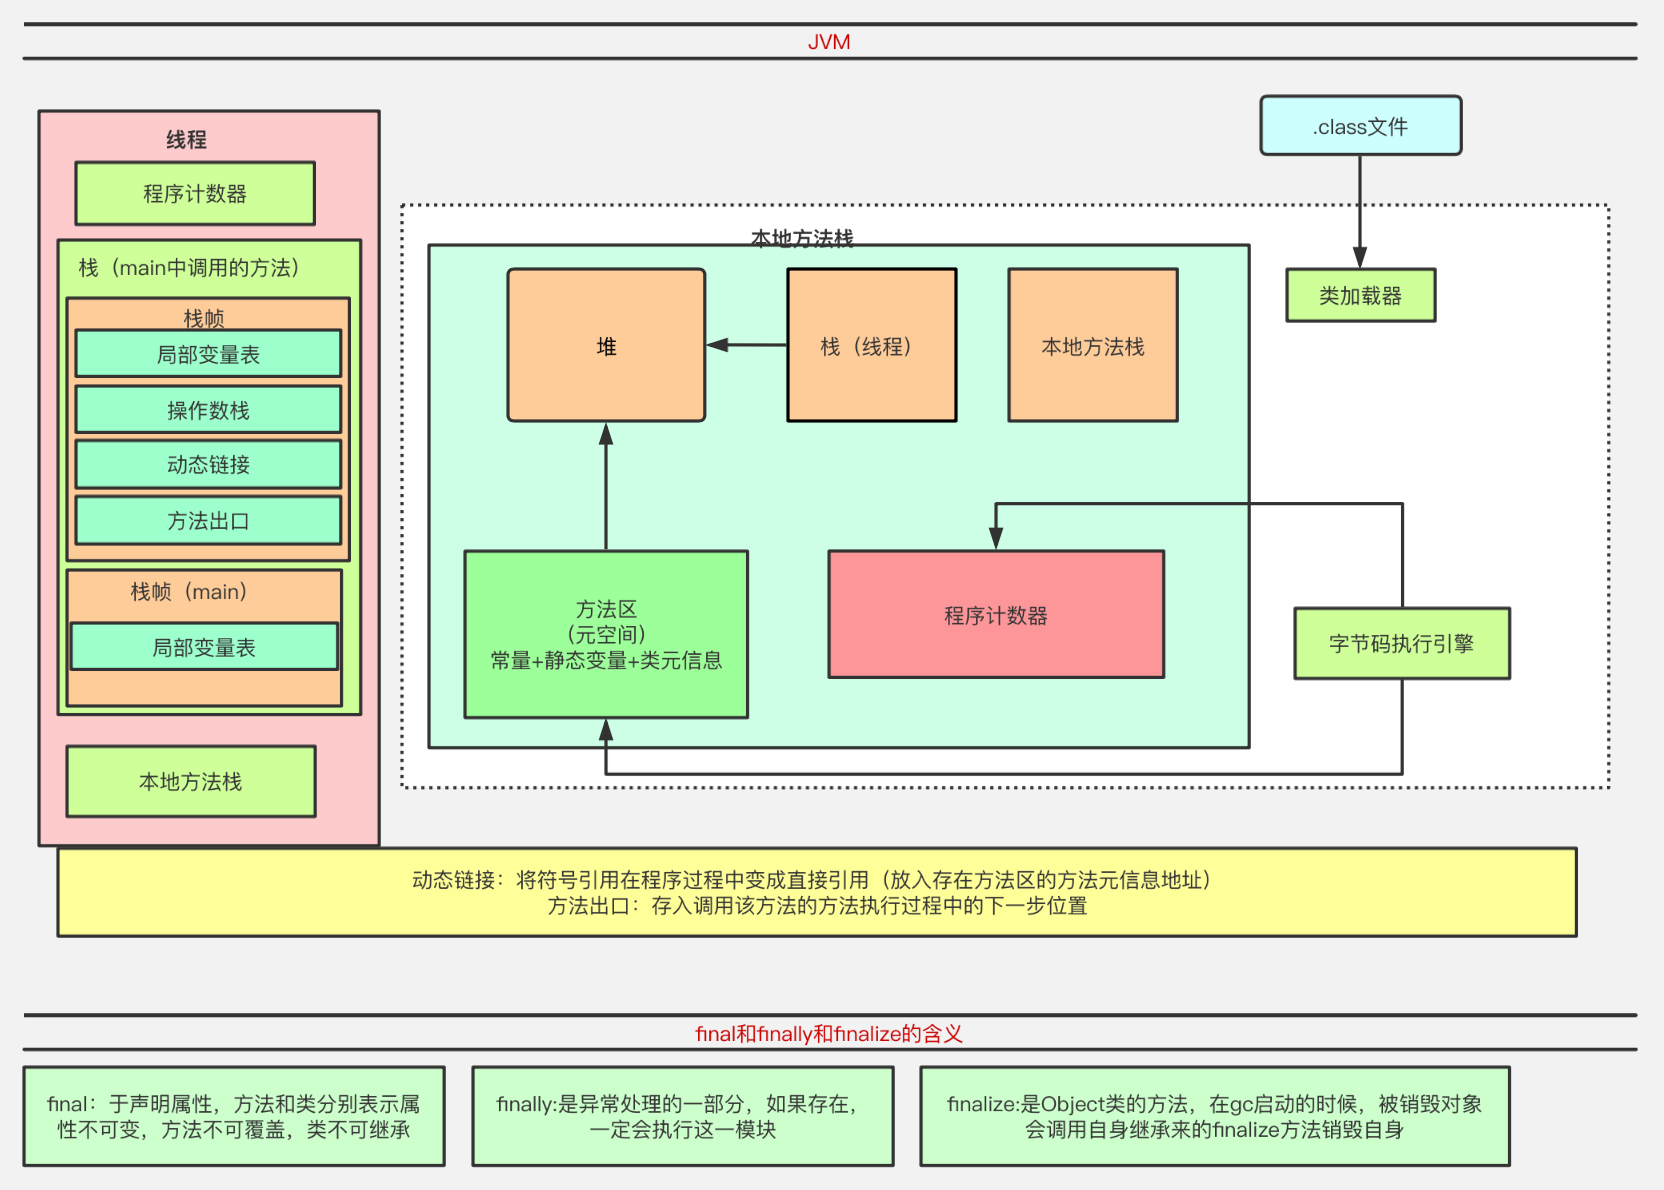 JVM
线程
程序计数器
栈（main中调用的方法）
栈帧
局部变量表
操作数栈
动态链接
方法出口
栈帧（main）
局部变量表
本地方法栈
.class文件
本地方法栈
堆
栈（线程）
本地方法栈
类加载器
方法区
（元空间）
常量+静态变量+类元信息
程序计数器
字节码执行引擎
动态链接：将符号引用在程序过程中变成直接引用（放入存在方法区的方法元信息地址）
方法出口：存入调用该方法的方法执行过程中的下一步位置
final和finally和finalize的含义
final：于声明属性，方法和类分别表示属
性不可变，方法不可覆盖，类不可继承
finally:是异常处理的一部分，如果存在，
一定会执行这一模块
finalize:是Object类的方法，在gc启动的时候，被销毁对象
会调用自身继承来的finalize方法销毁自身